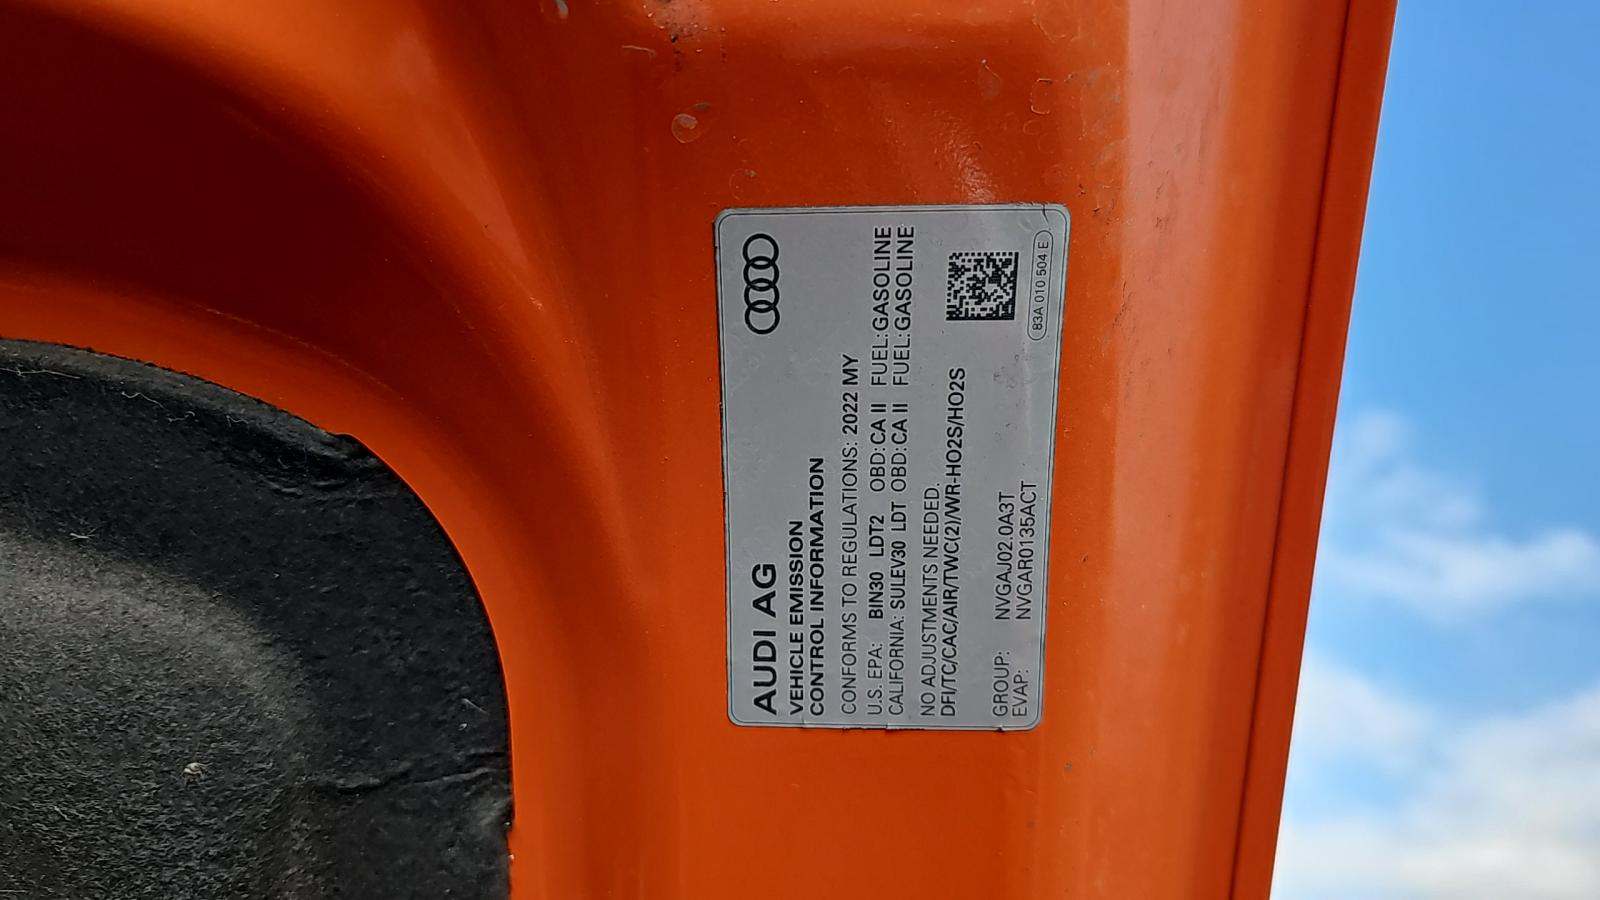 AUDI AG
VEHICLE EMISSION
CONTROL INFORMATION
CONFORMS TO REGULATIONS: 2022 MY
U.S. EPA: BIN30 LDT2 OBD:CA II FUEL:GASOLINE
CALIFORNIA: SULEV30 LDT OBD:CA II FUEL:GASOLINE
NO ADJUSTMENTS NEEDED.
DFI/TC/CAC/AIR/TWC(2)/WR-HO2S/HO2S
GROUP: NVGAJ02.0A3T
EVAP: NVGAR0135ACT
83A 010 504 E